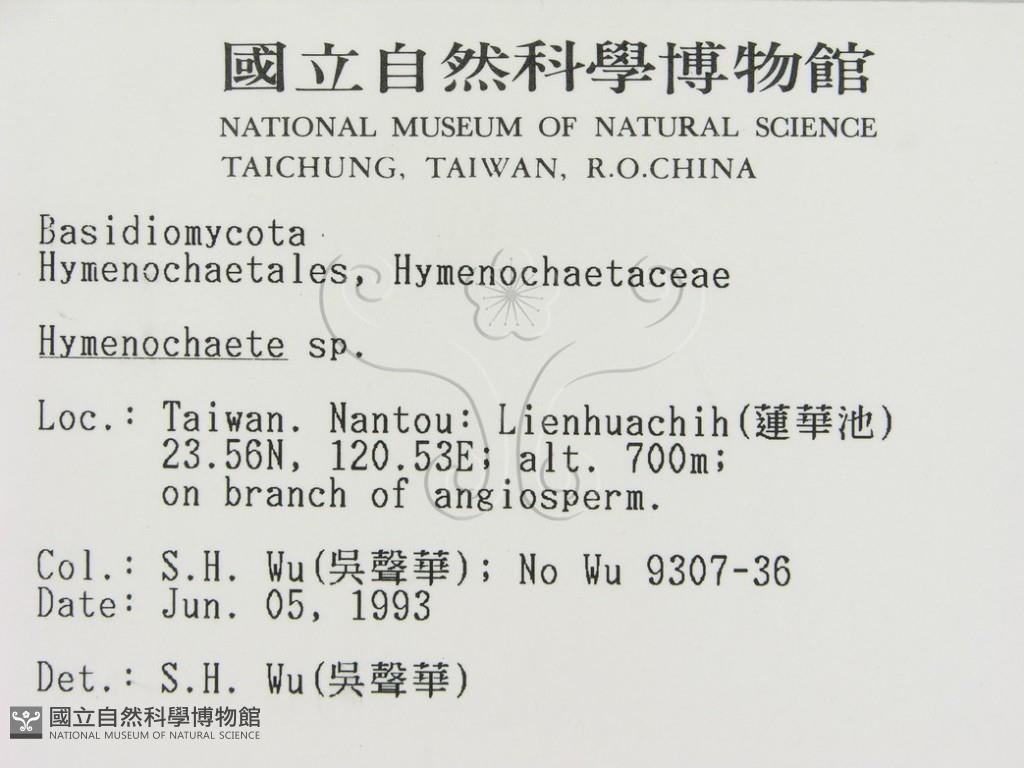 國立自然科學博物館
NATIONAL MUSEUM OF NATURAL SCIENCE
TAICHUNG, TAIWAN, R.O.CHINA
Basidiomycota
Hymenochaetales, Hymenochaetaceae
Hymenochaete sp.
Loc.: Taiwan. Nantou: Lienhuachih(蓮華池)
23.56N, 120.53E; alt. 700m;
on branch of angiosperm.
Col.: S.H. Wu(吳聲華); No Wu 9307-36
Date: Jun. 05, 1993
Det.: S.H. Wu(吳聲華)
國立自然科學博物館
NATIONAL MUSEUM OF NATURAL SCIENCE